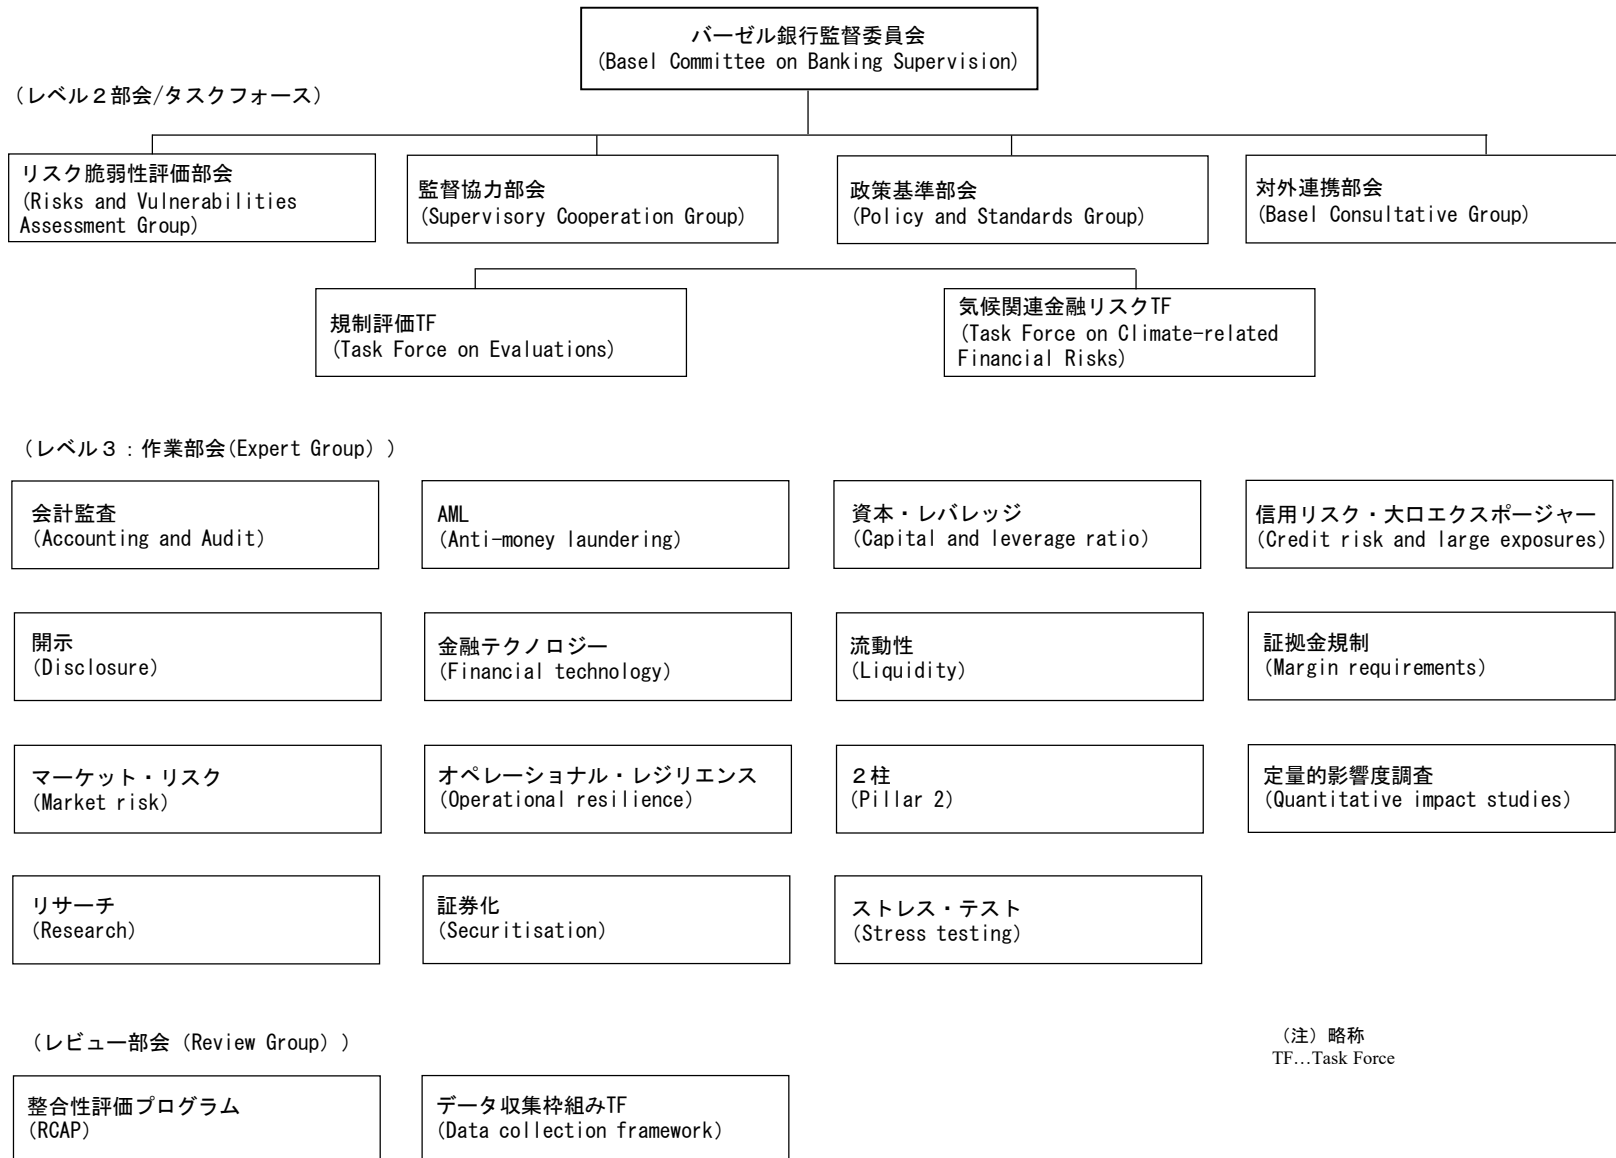 バーゼル銀行監督委員会
(Basel Committee on Banking Supervision)
（レベル２部会/タスクフォース）
リスク脆弱性評価部会
(Risks and Vulnerabilities
Assessment Group)
監督協力部会
(Supervisory Cooperation Group)
政策基準部会
(Policy and Standards Group)
対外連携部会
(Basel Consultative Group)
規制評価TF
(Task Force on Evaluations)
気候関連金融リスクTF
(Task Force on Climate-related
Financial Risks)
（レベル３：作業部会(Expert Group)）
会計監査
(Accounting and Audit)
AML
(Anti-money laundering)
資本・レバレッジ
(Capital and leverage ratio)
信用リスク・大口エクスポージャー
(Credit risk and large exposures)
開示
(Disclosure)
金融テクノロジー
(Financial technology)
流動性
(Liquidity)
証拠金規制
(Margin requirements)
マーケット・リスク
(Market risk)
オペレーショナル・レジリエンス
(Operational resilience)
２柱
(Pillar 2)
定量的影響度調査
(Quantitative impact studies)
リサーチ
(Research)
証券化
(Securitisation)
ストレス・テスト
(Stress testing)
（レビュー部会 (Review Group)）
（注）略称
TF…Task Force
整合性評価プログラム
(RCAP)
データ収集枠組みTF
(Data collection framework)